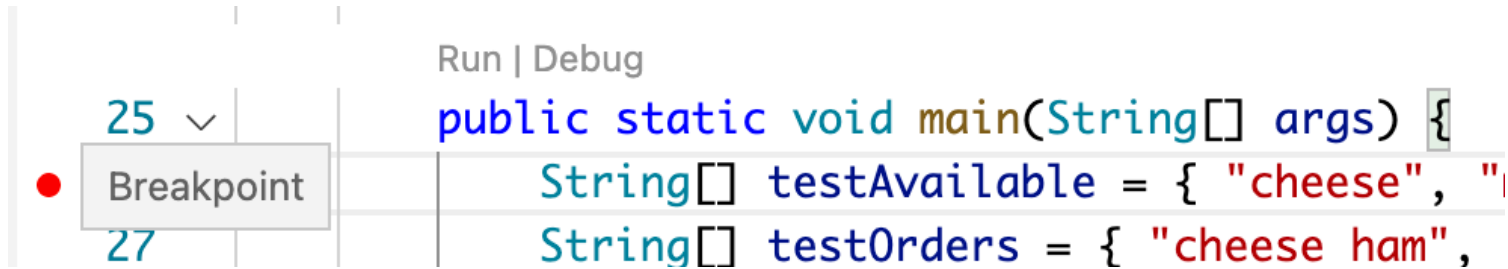 Run | Debug
25 public static void main(String[] args) {
Breakpoint String[] testAvailable = { "cheese", "
27 String[] testOrders = { "cheese ham",